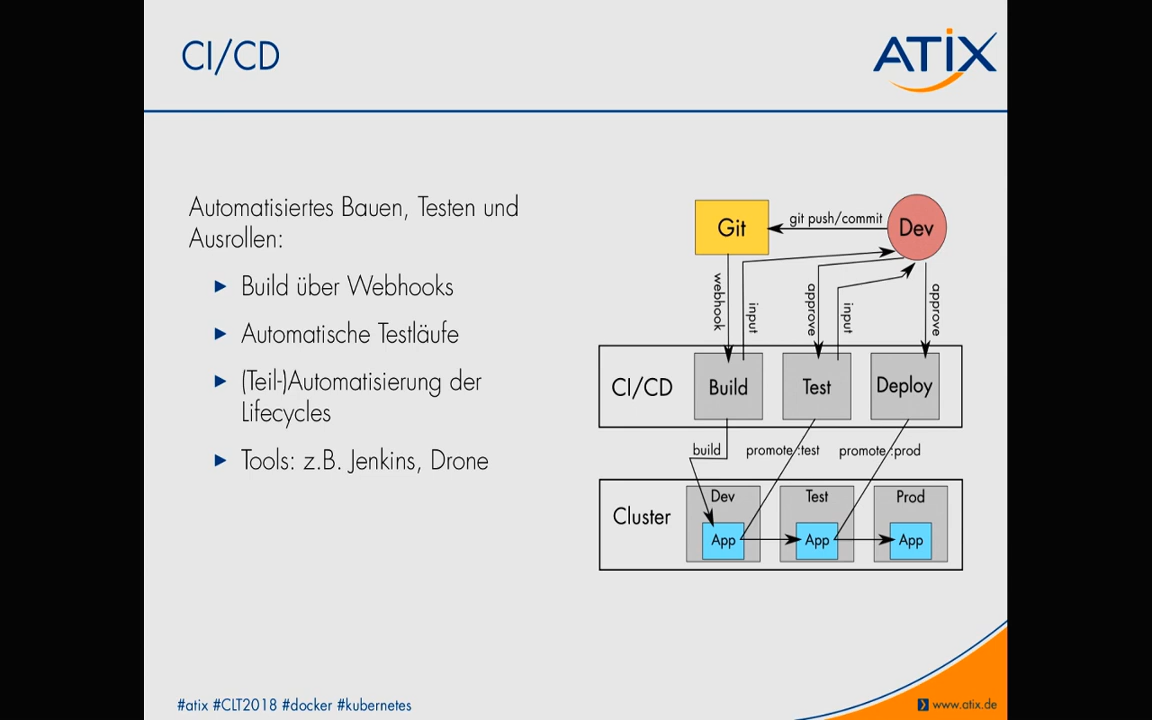 CI/CD
ATIX
Automatisiertes Bauen, Testen und
Ausrollen:
Build über Webhooks
Automatische Testläufe
(Teil-)Automatisierung der
Lifecycles
Tools: z.B. Jenkins, Drone
Git
git push/commit
Dev
webhook
input
approve
input
approve
CI/CD
Build
Test
Deploy
build
promote :test
promote :prod
Cluster
Dev
Test
Prod
App
App
App
#atix #CLT2018 #docker #kubernetes
www.atix.de